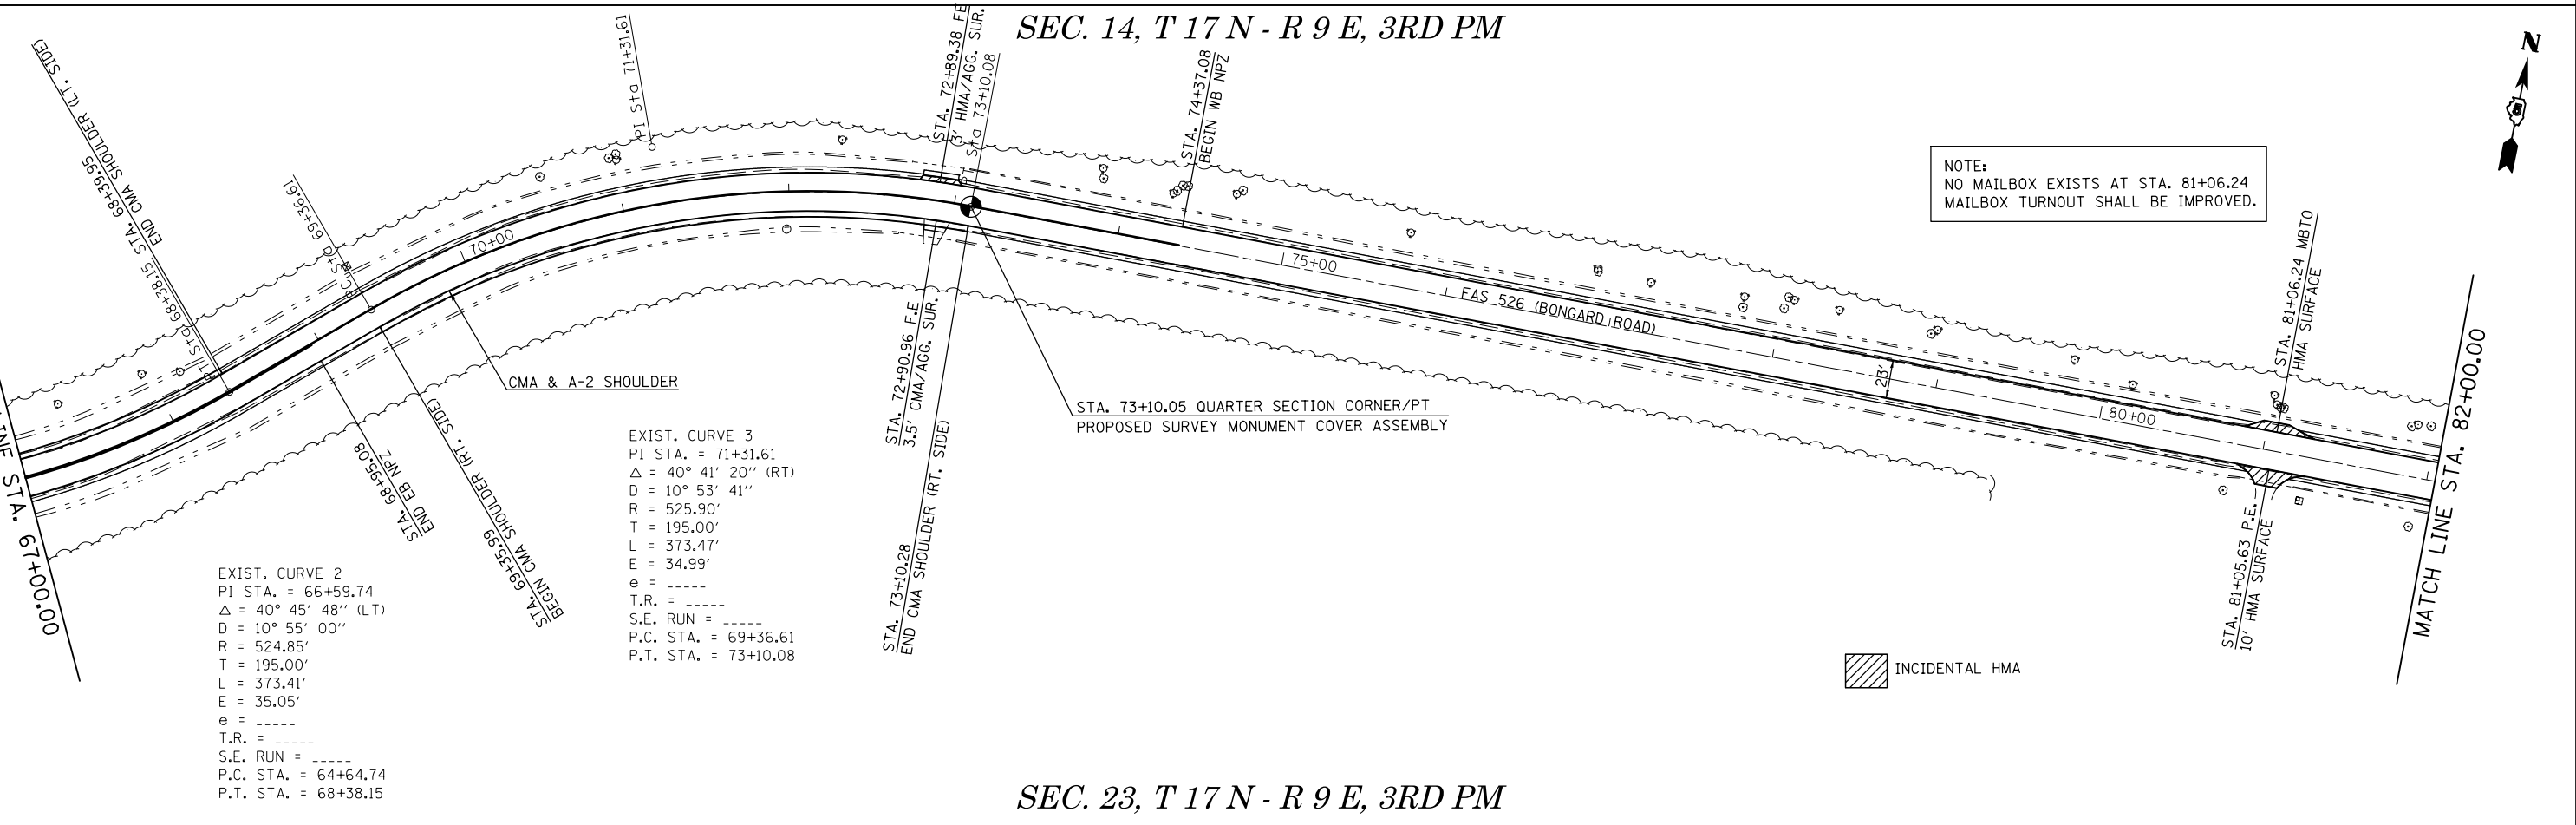 SEC. 14, T 17 N - R 9 E, 3RD PM
N
STA. 68+39.95
END CMA SHOULDER (LT. SIDE)
PT Sta 68+38.15
PC Sta 69+36.61
PI Sta 71+31.61
STA. 72+89.38 FE
3' HMA/AGG. SUR.
PT Sta 73+10.08
STA. 74+37.08
BEGIN WB NPZ
NOTE:
NO MAILBOX EXISTS AT STA. 81+06.24
MAILBOX TURNOUT SHALL BE IMPROVED.
STA. 81+06.24 MBTO
HMA SURFACE
70+00
75+00
FAS 526 (BONGARD ROAD)
23'
80+00
LINE STA. 67+00.00
MATCH LINE STA. 82+00.00
CMA & A-2 SHOULDER
STA. 68+95.08
END EB NPZ
STA. 69+35.99
BEGIN CMA SHOULDER (RT. SIDE)
STA. 72+90.96 F.E
3.5' CMA/AGG. SUR.
STA. 73+10.28
END CMA SHOULDER (RT. SIDE)
STA. 73+10.05 QUARTER SECTION CORNER/PT
PROPOSED SURVEY MONUMENT COVER ASSEMBLY
STA. 81+05.63 P.E.
10' HMA SURFACE
EXIST. CURVE 2
PI STA. = 66+59.74
Δ = 40° 45' 48'' (LT)
D = 10° 55' 00''
R = 524.85'
T = 195.00'
L = 373.41'
E = 35.05'
e = _____
T.R. = _____
S.E. RUN = _____
P.C. STA. = 64+64.74
P.T. STA. = 68+38.15
EXIST. CURVE 3
PI STA. = 71+31.61
Δ = 40° 41' 20'' (RT)
D = 10° 53' 41''
R = 525.90'
T = 195.00'
L = 373.47'
E = 34.99'
e = _____
T.R. = _____
S.E. RUN = _____
P.C. STA. = 69+36.61
P.T. STA. = 73+10.08
INCIDENTAL HMA
SEC. 23, T 17 N - R 9 E, 3RD PM